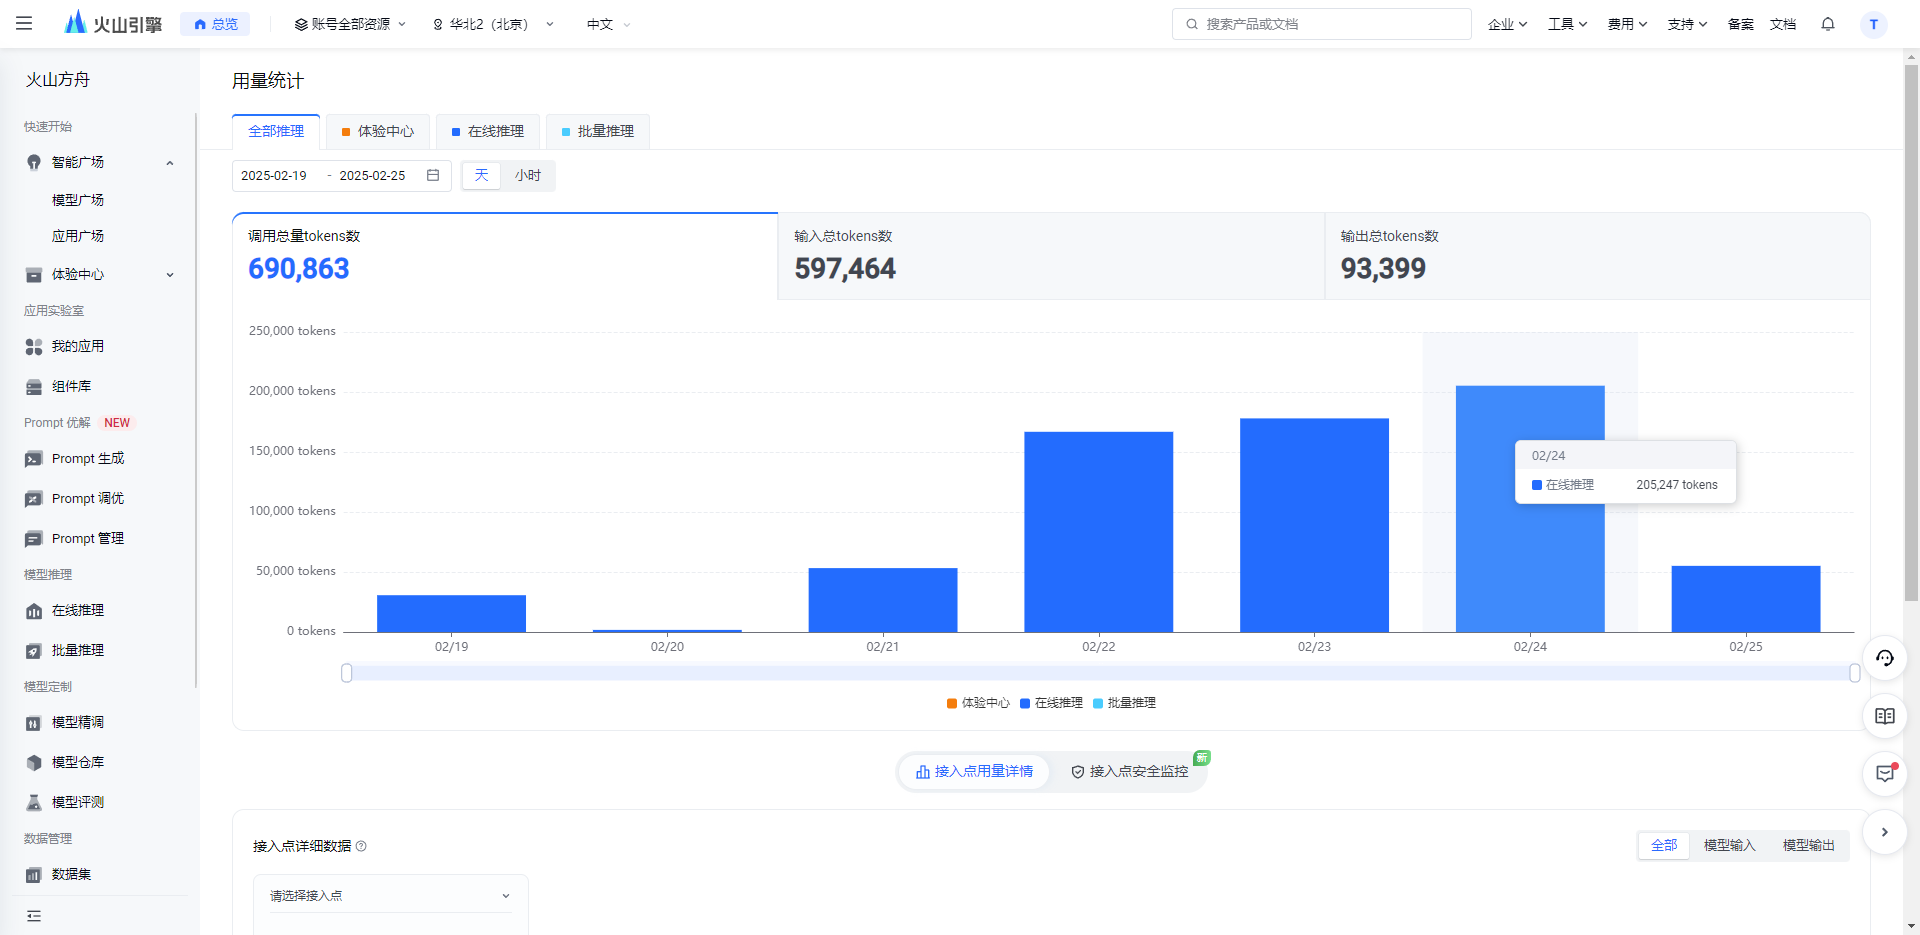 火山引擎
总览
账号全部资源
华北2（北京）
中文
搜索产品或文档
企业
工具
费用
支持
备案
文档
T
火山方舟
快速开始
智能广场
模型广场
应用广场
体验中心
应用实验室
我的应用
组件库
Prompt 优解 NEW
Prompt 生成
Prompt 调优
Prompt 管理
模型推理
在线推理
批量推理
模型定制
模型精调
模型仓库
模型评测
数据管理
数据集
用量统计
全部推理
体验中心
在线推理
批量推理
2025-02-19 - 2025-02-25
天
小时
调用总量tokens数
690,863
输入总tokens数
597,464
输出总tokens数
93,399
250,000 tokens
200,000 tokens
150,000 tokens
100,000 tokens
50,000 tokens
0 tokens
02/24
在线推理 205,247 tokens
02/19
02/20
02/21
02/22
02/23
02/24
02/25
体验中心
在线推理
批量推理
接入点用量详情
接入点安全监控
新
接入点详细数据
全部
模型输入
模型输出
请选择接入点